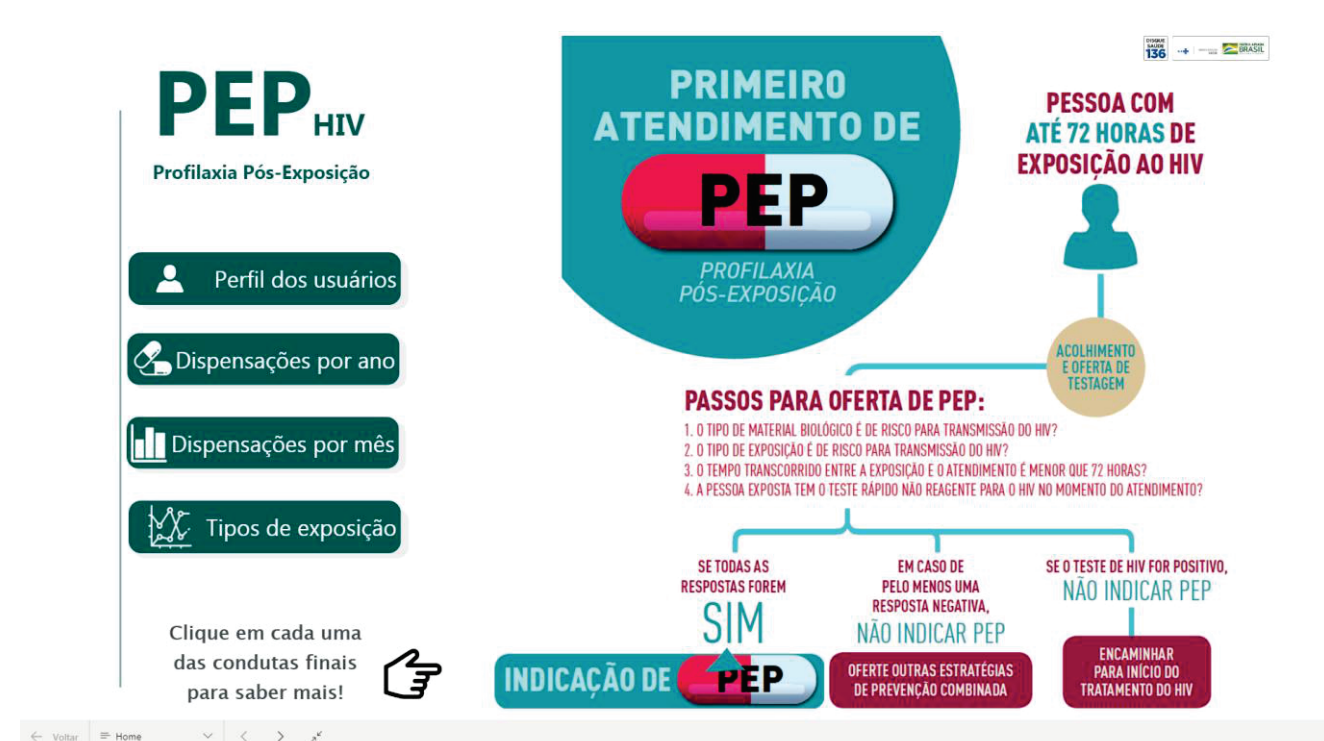 PEP HIV
Profilaxia Pós-Exposição
Perfil dos usuários
Dispensações por ano
Dispensações por mês
Tipos de exposição
Clique em cada uma
das condutas finais
para saber mais!
PRIMEIRO
ATENDIMENTO DE
PEP
PROFILAXIA
PÓS-EXPOSIÇÃO
DISQUE
SAÚDE
136
BRASIL
PESSOA COM
ATÉ 72 HORAS DE
EXPOSIÇÃO AO HIV
ACOLHIMENTO
E OFERTA DE
TESTAGEM
PASSOS PARA OFERTA DE PEP:
1. O TIPO DE MATERIAL BIOLÓGICO É DE RISCO PARA TRANSMISSÃO DO HIV?
2. O TIPO DE EXPOSIÇÃO É DE RISCO PARA TRANSMISSÃO DO HIV?
3. O TEMPO TRANSCORRIDO ENTRE A EXPOSIÇÃO E O ATENDIMENTO É MENOR QUE 72 HORAS?
4. A PESSOA EXPOSTA TEM O TESTE RÁPIDO NÃO REAGENTE PARA O HIV NO MOMENTO DO ATENDIMENTO?
SE TODAS AS
RESPOSTAS FOREM
SIM
INDICAÇÃO DE PEP
EM CASO DE
PELO MENOS UMA
RESPOSTA NEGATIVA,
NÃO INDICAR PEP
OFERTE OUTRAS ESTRATÉGIAS
DE PREVENÇÃO COMBINADA
SE O TESTE DE HIV FOR POSITIVO,
NÃO INDICAR PEP
ENCAMINHAR
PARA INÍCIO DO
TRATAMENTO DO HIV
Voltar
Home